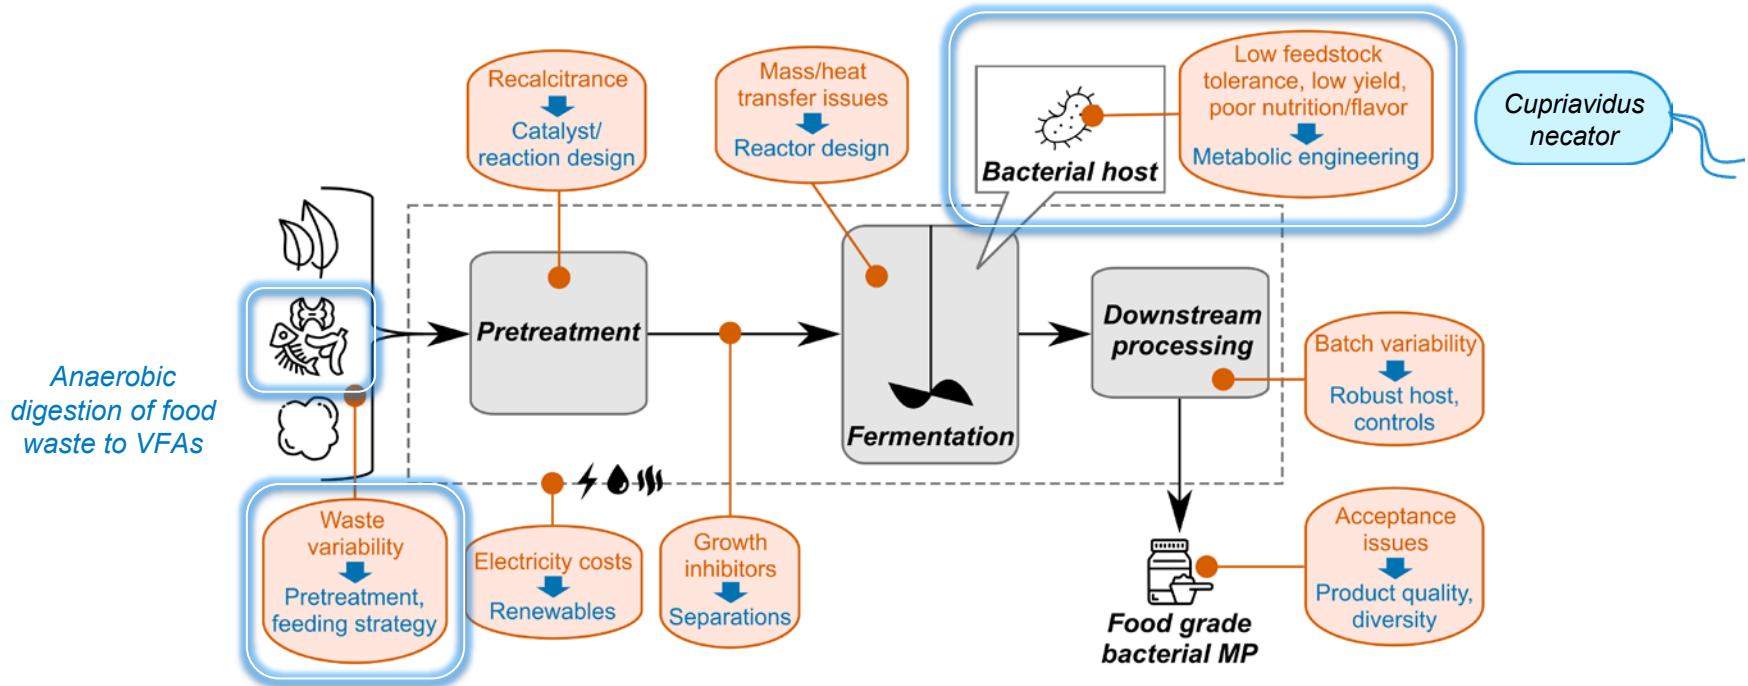 Recalcitrance
Catalyst/
reaction design
Mass/heat
transfer issues
Reactor design
Low feedstock
tolerance, low yield,
poor nutrition/flavor
Metabolic engineering
Bacterial host
Cupriavidus
necator
Anaerobic
digestion of food
waste to VFAs
Pretreatment
Fermentation
Downstream
processing
Batch variability
Robust host,
controls
Waste
variability
Pretreatment,
feeding strategy
Electricity costs
Renewables
Growth
inhibitors
Separations
Food grade
bacterial MP
Acceptance
issues
Product quality,
diversity